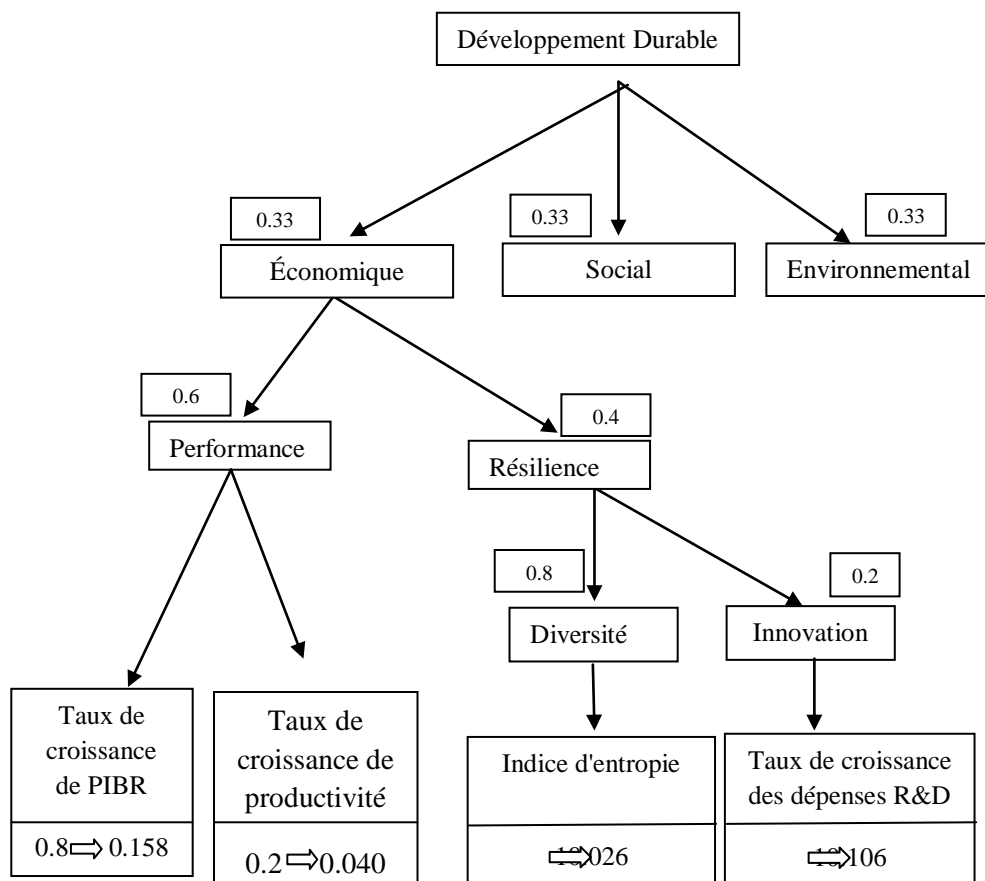 Développement Durable
0.33
0.33
0.33
Économique
Social
Environnemental
0.6
0.4
Performance
Résilience
0.8
0.2
Diversité
Innovation
Taux de
croissance
de PIBR
0.8 ⇨ 0.158
Taux de
croissance de
productivité
0.2 ⇨ 0.040
Indice d'entropie
026
Taux de croissance
des dépenses R&D
106